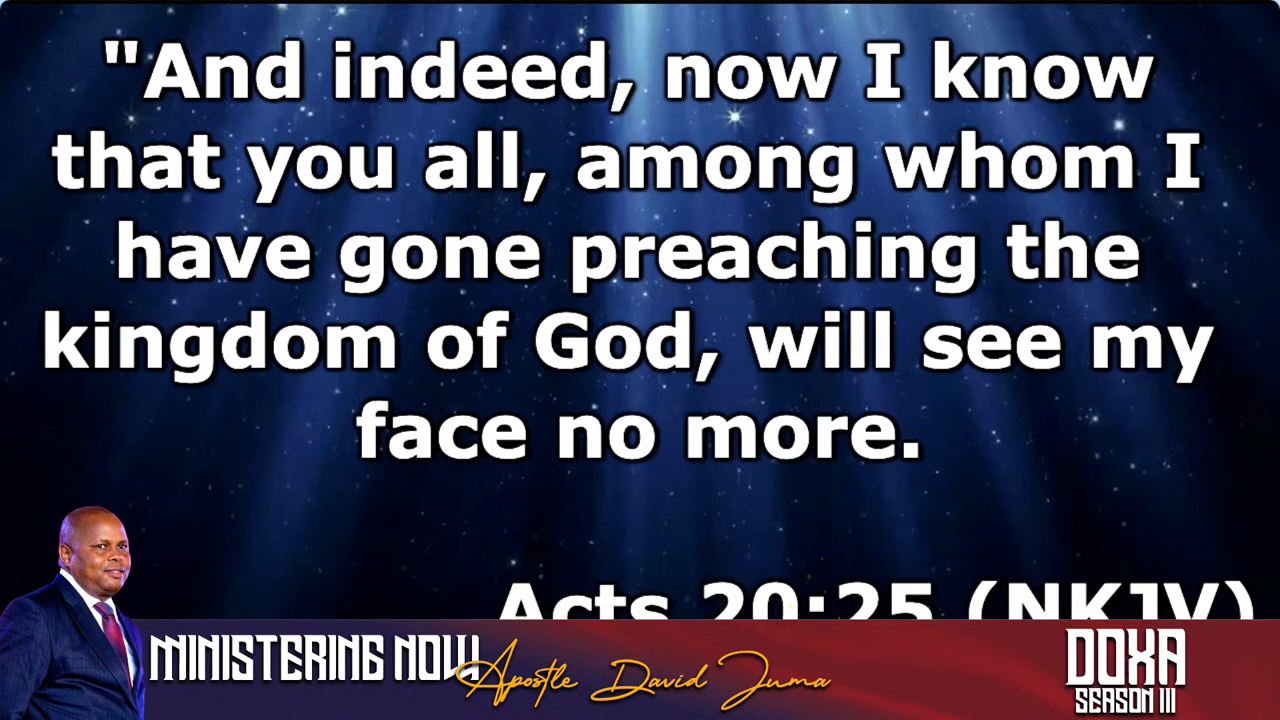 "And indeed, now I know
that you all, among whom I
have gone preaching the
kingdom of God, will see my
face no more.
Acts 20:25 (NKJV)
MINISTERING NOW
Apostle David Juma
DOXA
SEASON III